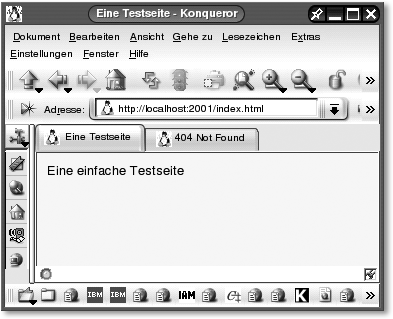 Eine Testseite - Konqueror
Dokument Bearbeiten Ansicht Gehe zu Lesezeichen Extras
Einstellungen Fenster Hilfe
Adresse: http://localhost:2001/index.html
Eine Testseite 404 Not Found
Eine einfache Testseite
IBM IBM IAM K